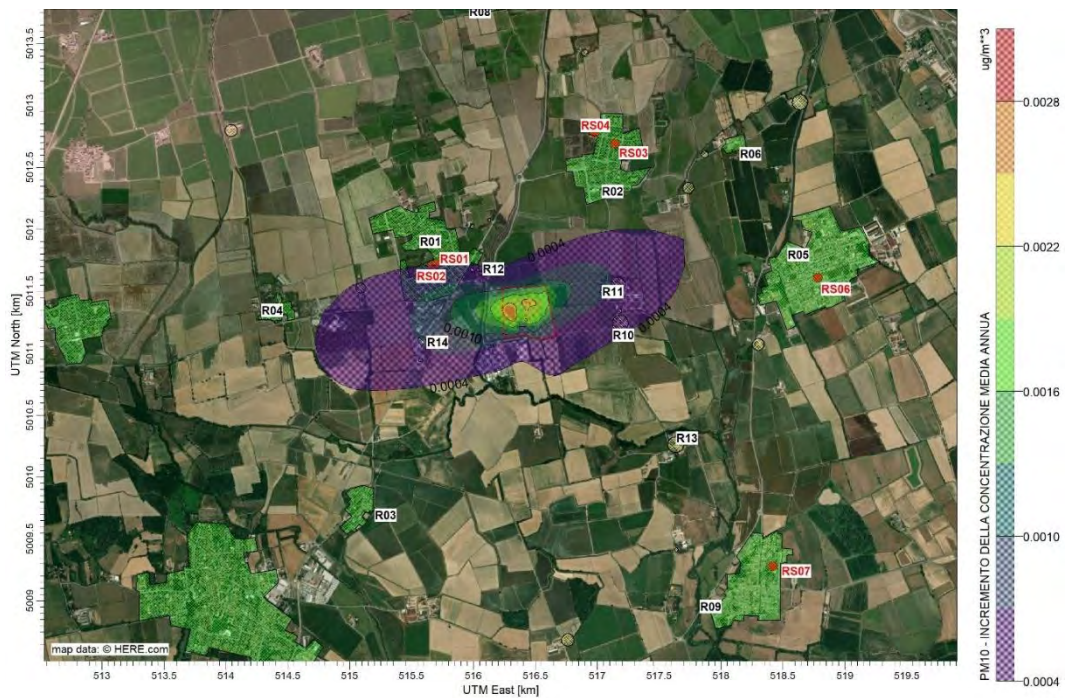 R08
RS04
RS03
R02
R06
R01
RS01
RS02
R12
0.0004
R05
RS06
R11
R04
0.0010
R14
R10
0.0004
0.0004
R13
R03
RS07
R09
map data: © HERE.com
5013.5
5013
5012.5
5012
5011.5
5011
5010.5
5010
5009.5
5009
UTM North [km]
513
513.5
514
514.5
515
515.5
516
516.5
517
517.5
518
518.5
519
519.5
UTM East [km]
ug/m**3
0.0028
0.0022
0.0016
0.0010
0.0004
PM10 - INCREMENTO DELLA CONCENTRAZIONE MEDIA ANNUA